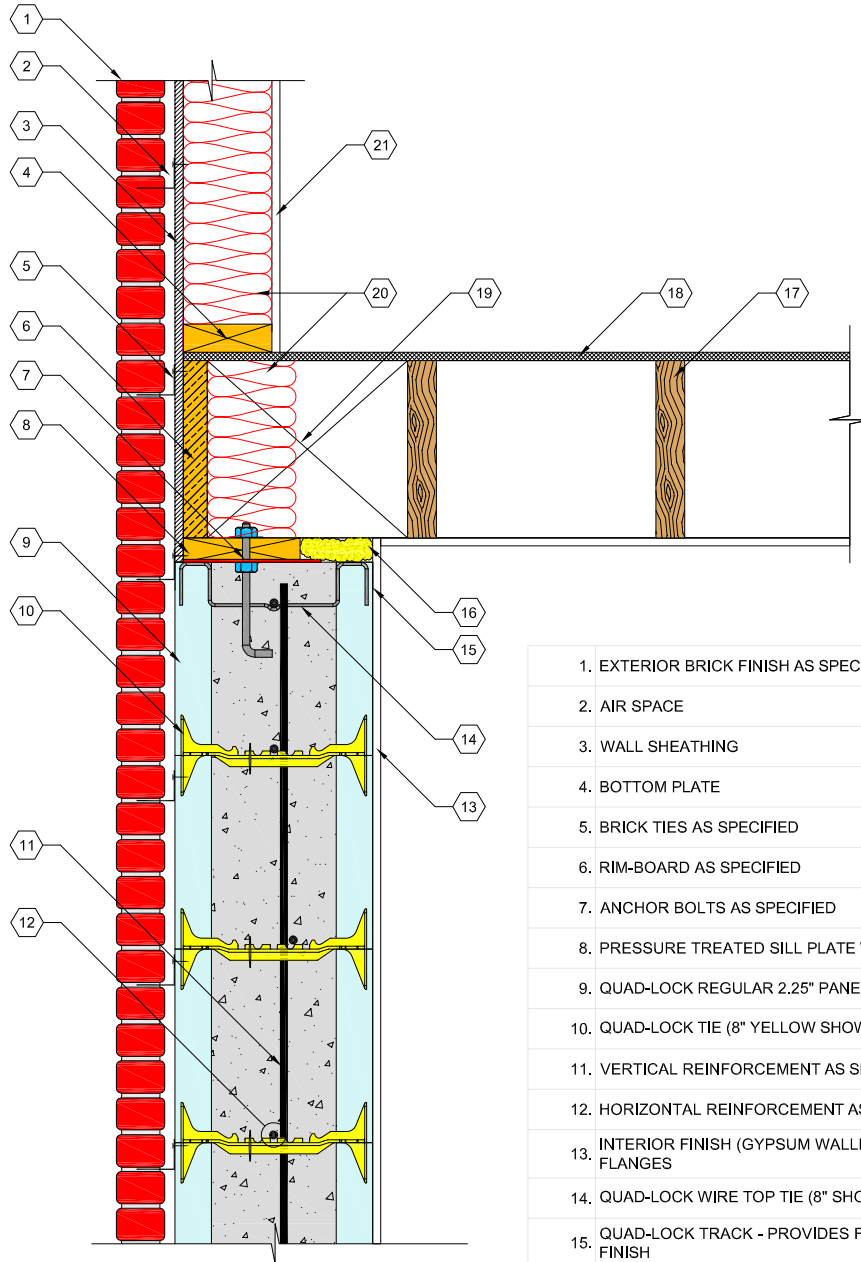 1
2
3
4
5
6
7
8
9
10
11
12
21
20
19
18
17
16
15
14
13
1. EXTERIOR BRICK FINISH AS SPEC
2. AIR SPACE
3. WALL SHEATHING
4. BOTTOM PLATE
5. BRICK TIES AS SPECIFIED
6. RIM-BOARD AS SPECIFIED
7. ANCHOR BOLTS AS SPECIFIED
8. PRESSURE TREATED SILL PLATE
9. QUAD-LOCK REGULAR 2.25" PANE
10. QUAD-LOCK TIE (8" YELLOW SHOW
11. VERTICAL REINFORCEMENT AS S
12. HORIZONTAL REINFORCEMENT AS
13. INTERIOR FINISH (GYPSUM WALL
FLANGES
14. QUAD-LOCK WIRE TOP TIE (8" SHO
15. QUAD-LOCK TRACK - PROVIDES F
FINISH